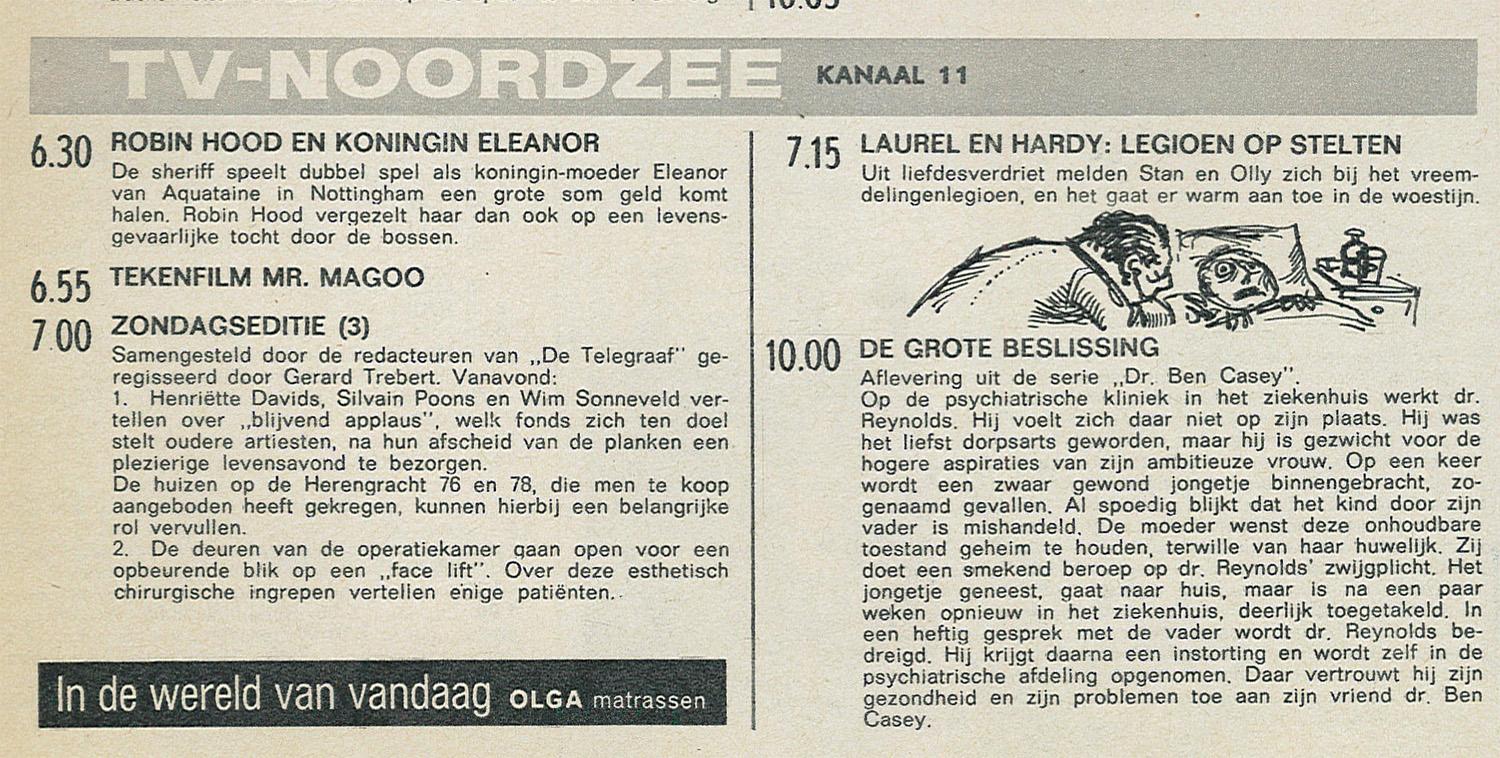 10.05
TV-NOORDZEE KANAAL 11
6.30 ROBIN HOOD EN KONINGIN ELEANOR
De sheriff speelt dubbel spel als koningin-moeder Eleanor
van Aquataine in Nottingham een grote som geld komt
halen. Robin Hood vergezelt haar dan ook op een levens-
gevaarlijke tocht door de bossen.
6.55 TEKENFILM MR. MAGOO
7.00 ZONDAGSEDITIE (3)
Samengesteld door de redacteuren van „De Telegraaf” ge-
regisseerd door Gerard Trebert. Vanavond:
1. Henriëtte Davids, Silvain Poons en Wim Sonneveld ver-
tellen over „blijvend applaus”, welk fonds zich ten doel
stelt oudere artiesten, na hun afscheid van de planken een
plezierige levensavond te bezorgen.
De huizen op de Herengracht 76 en 78, die men te koop
aangeboden heeft gekregen, kunnen hierbij een belangrijke
rol vervullen.
2. De deuren van de operatiekamer gaan open voor een
opbeurende blik op een „face lift”. Over deze esthetisch
chirurgische ingrepen vertellen enige patiënten.
In de wereld van vandaag OLGA matrassen
7.15 LAUREL EN HARDY: LEGIOEN OP STELTEN
Uit liefdesverdriet melden Stan en Olly zich bij het vreem-
delingenlegioen, en het gaat er warm aan toe in de woestijn.
10.00 DE GROTE BESLISSING
Aflevering uit de serie „Dr. Ben Casey”.
Op de psychiatrische kliniek in het ziekenhuis werkt dr.
Reynolds. Hij voelt zich daar niet op zijn plaats. Hij was
het liefst dorpsarts geworden, maar hij is gezwicht voor de
hogere aspiraties van zijn ambitieuze vrouw. Op een keer
wordt een zwaar gewond jongetje binnengebracht, zo-
genaamd gevallen. Al spoedig blijkt dat het kind door zijn
vader is mishandeld. De moeder wenst deze onhoudbare
toestand geheim te houden, terwille van haar huwelijk. Zij
doet een smekend beroep op dr. Reynolds’ zwijgplicht. Het
jongetje geneest, gaat naar huis, maar is na een paar
weken opnieuw in het ziekenhuis, deerlijk toegetakeld. In
een heftig gesprek met de vader wordt dr. Reynolds be-
dreigd. Hij krijgt daarna een instorting en wordt zelf in de
psychiatrische afdeling opgenomen. Daar vertrouwt hij zijn
gezondheid en zijn problemen toe aan zijn vriend dr. Ben
Casey.